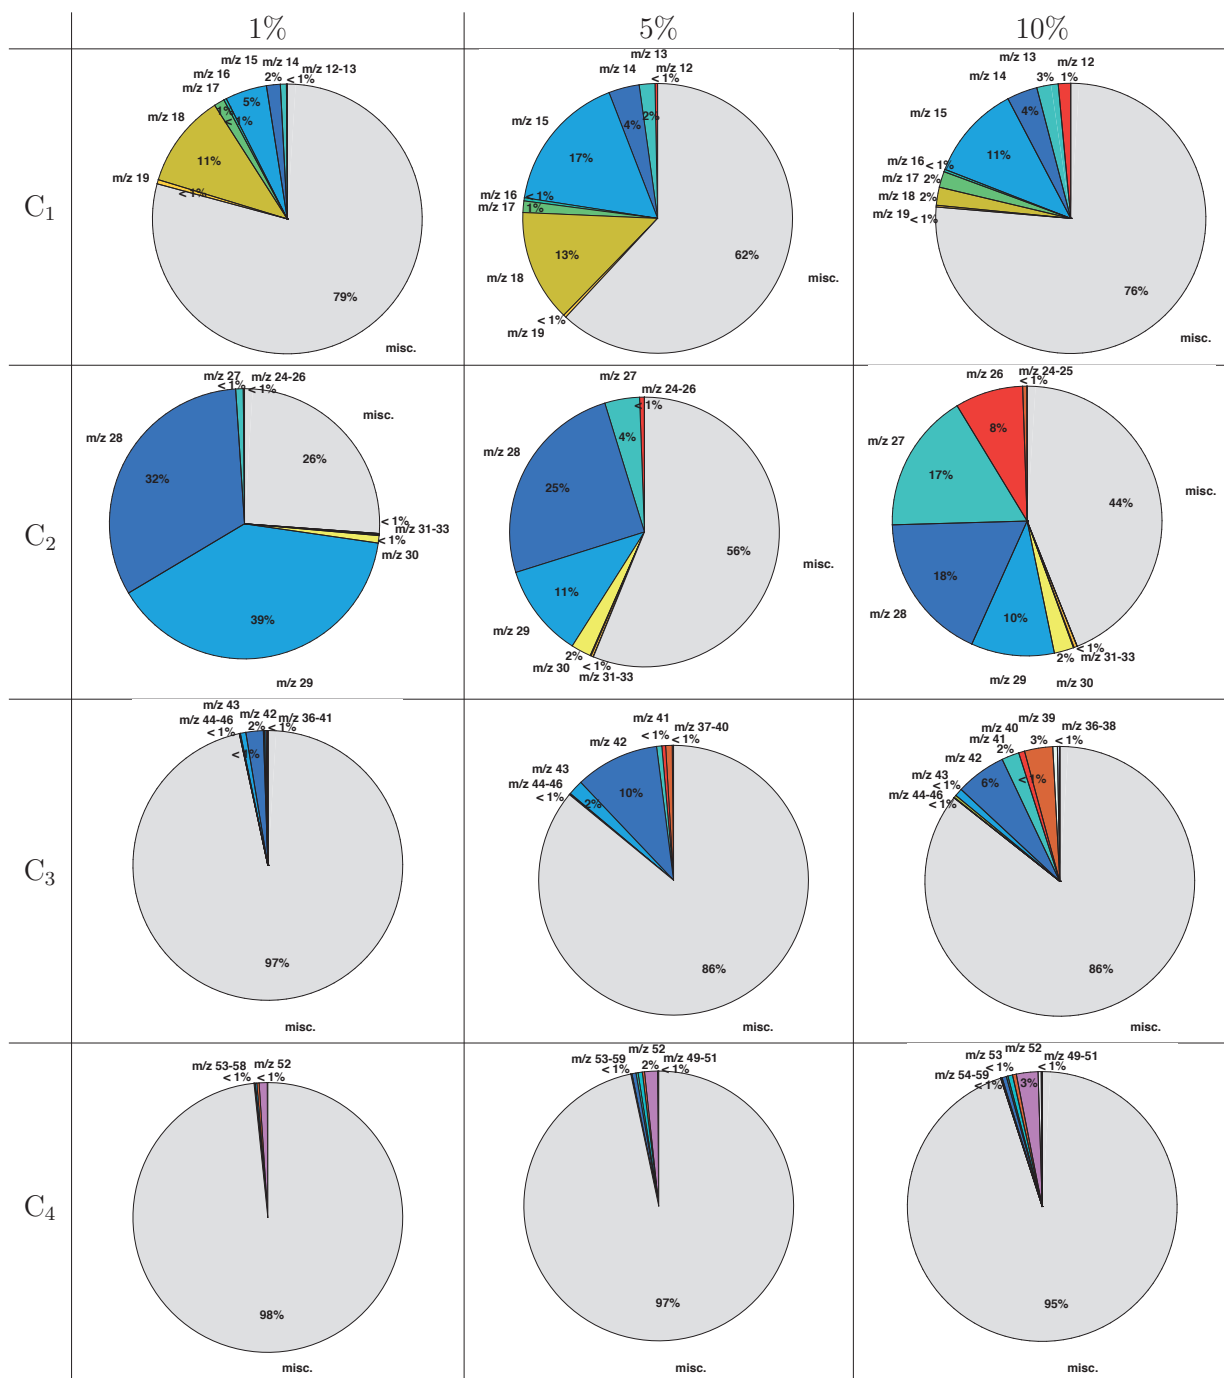 1% 5% 10%
C1
m/z 15 m/z 14
m/z 16 2% m/z 12-13
m/z 17 < 1%
5%
1%
< 1%
m/z 18
11%
m/z 19
< 1%
79%
misc.
m/z 13
m/z 14 m/z 12
< 1%
2%
4%
m/z 15
17%
m/z 16 < 1%
m/z 17 1%
13%
m/z 18
< 1%
m/z 19
62%
misc.
m/z 13 m/z 12
m/z 14 3% 1%
4%
m/z 15
11%
m/z 16 < 1%
m/z 17 2%
m/z 18 2%
m/z 19 < 1%
76%
misc.
C2
m/z 27 m/z 24-26
< 1% < 1%
misc.
m/z 28
26%
32%
< 1%
m/z 31-33
< 1%
m/z 30
39%
m/z 29
m/z 27
m/z 24-26
< 1%
4%
m/z 28
25%
56%
misc.
11%
m/z 29
2%
m/z 30 < 1%
m/z 31-33
m/z 26 m/z 24-25
< 1%
8%
m/z 27
17%
44%
misc.
18%
m/z 28
10%
< 1%
2% m/z 31-33
m/z 29 m/z 30
C3
m/z 43
m/z 44-46 m/z 42 m/z 36-41
< 1% 2% < 1%
< 1%
97%
misc.
m/z 41
m/z 37-40
m/z 42 < 1% < 1%
m/z 43
m/z 44-46
< 1% 2% 10%
86%
misc.
m/z 39
m/z 40 m/z 36-38
m/z 41 3% < 1%
2%
m/z 42
m/z 43 6% < 1%
< 1%
m/z 44-46
< 1%
86%
misc.
C4
m/z 53-58 m/z 52
< 1% < 1%
98%
misc.
m/z 52
m/z 53-59 m/z 49-51
< 1% 2% < 1%
97%
misc.
m/z 52
m/z 53 m/z 49-51
< 1% < 1%
m/z 54-59
< 1% 3%
95%
misc.